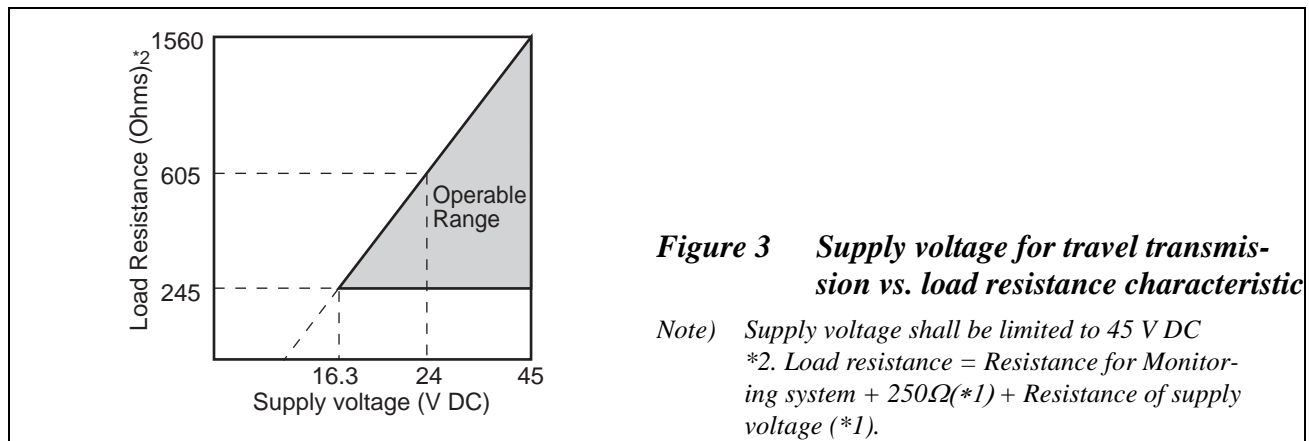 1560
*2
Load Resistance (Ohms)
605
Operable
Range
245
16.3 24 45
Supply voltage (V DC)
Figure 3 Supply voltage for travel transmis-
sion vs. load resistance characteristic
Note) Supply voltage shall be limited to 45 V DC
*2. Load resistance = Resistance for Monitor-
ing system + 250Ω(*1) + Resistance of supply
voltage (*1).